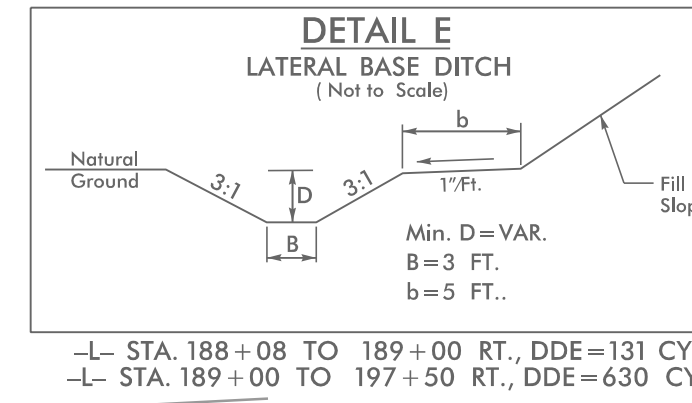 DETAIL E
LATERAL BASE DITCH
( Not to Scale)
b
Natural
Ground
3:1
D
3:1
1"/Ft.
Fill
B
Min. D=VAR.
B=3 FT.
b=5 FT..
–L– STA. 188+08 TO 189+00 RT., DDE=131 CY
–L– STA. 189+00 TO 197+50 RT., DDE=630 CY